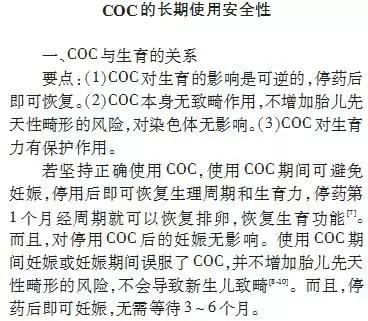 COC的长期使用安全性
一、COC与生育的关系
要点:(1)COC对生育的影响是可逆的,停药后
即可恢复。(2)COC本身无致畸作用,不增加胎儿先
天性畸形的风险,对染色体无影响。(3)COC对生育
力有保护作用。
若坚持正确使用COC,使用COC期间可避免
妊娠,停用后即可恢复生理周期和生育力,停药第
1个月经周期就可以恢复排卵,恢复生育功能[7]。
而且,对停用COC后的妊娠无影响。使用COC期
间妊娠或妊娠期间误服了COC,并不增加胎儿先天
性畸形的风险,不会导致新生儿致畸[8-10]。而且,停
药后即可妊娠,无需等待3~6个月。